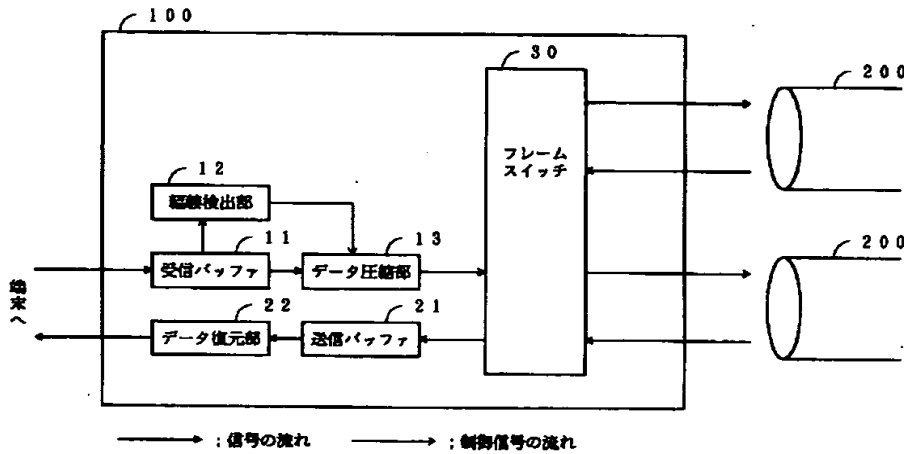 １００
３０
２００
フレーム
スイッチ
１２
輻輳検出部
１１
１３
２００
受信バッファ
データ圧縮部
端末へ
２２
２１
データ復元部
送信バッファ
；信号の流れ
；制御信号の流れ